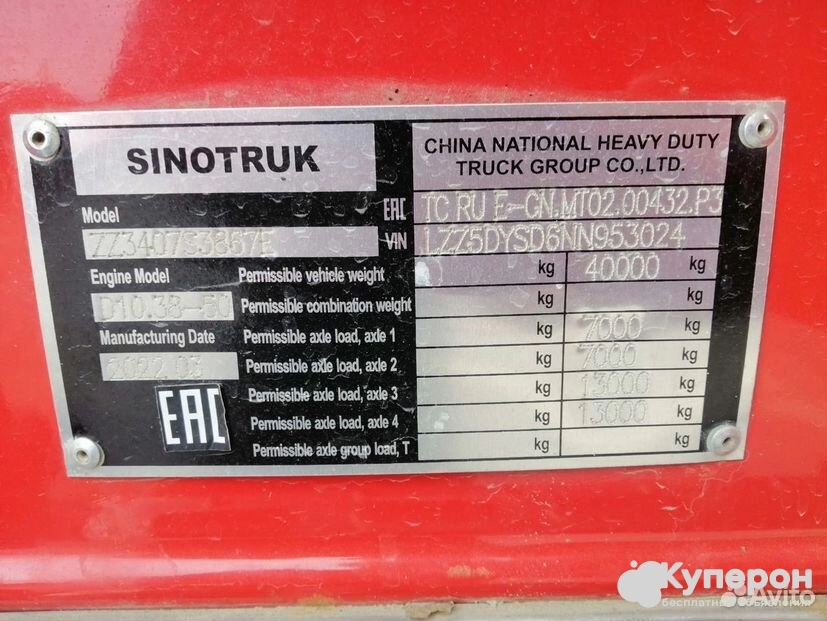 SINOTRUK
CHINA NATIONAL HEAVY DUTY
TRUCK GROUP CO.,LTD.
Model
EAC TC RU E-CN.MT02.00432.P3
ZZ3407S3867E VIN LZZ5DYSD6NN953024
Engine Model Permissible vehicle weight kg 40000 kg
D10.38-50 Permissible combination weight kg kg
Manufacturing Date Permissible axle load, axle 1 kg 7000 kg
2022.03 Permissible axle load, axle 2 kg 7000 kg
Permissible axle load, axle 3 kg 13000 kg
EAC Permissible axle load, axle 4 kg 13000 kg
Permissible axle group load, T kg kg
Куперон
бесплатные объявления
Avito